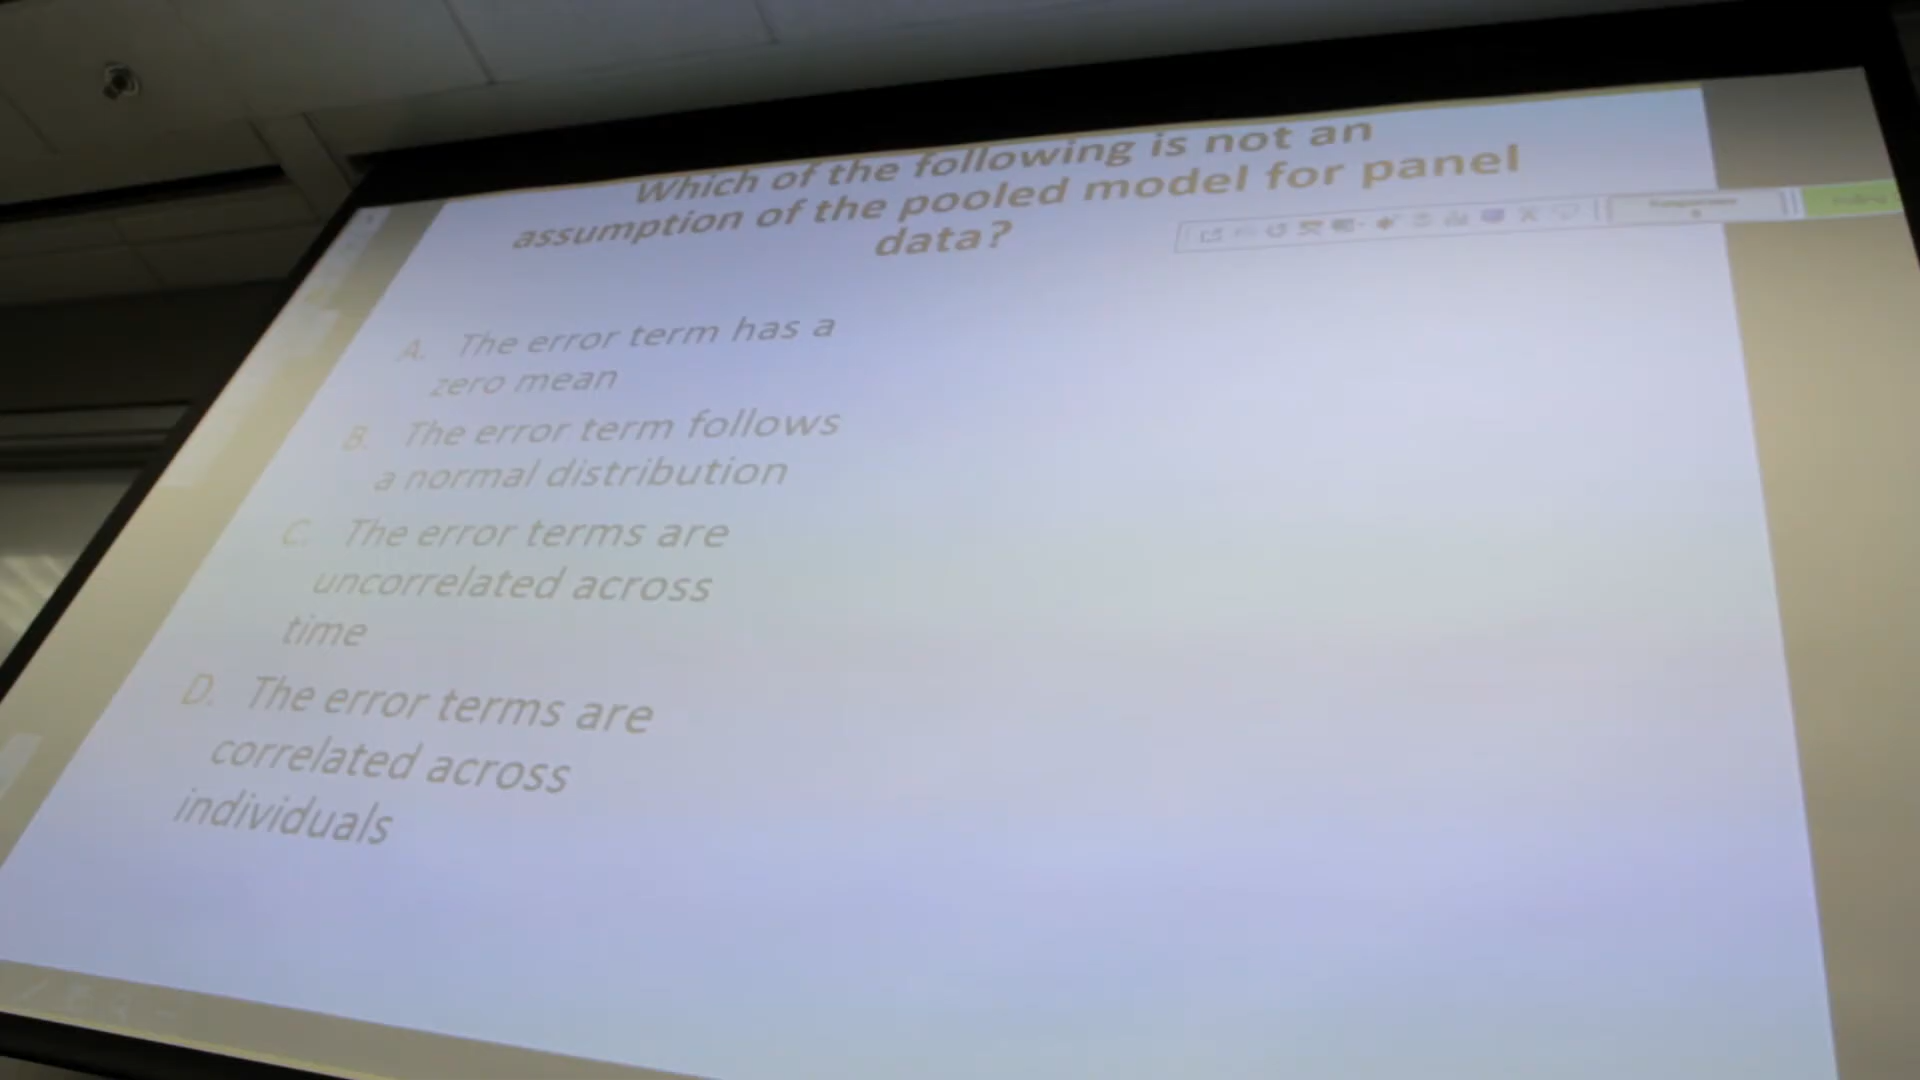 Which of the following is not an
assumption of the pooled model for panel
data?
A. The error term has a
zero mean
B. The error term follows
a normal distribution
C. The error terms are
uncorrelated across
time
D. The error terms are
correlated across
individuals